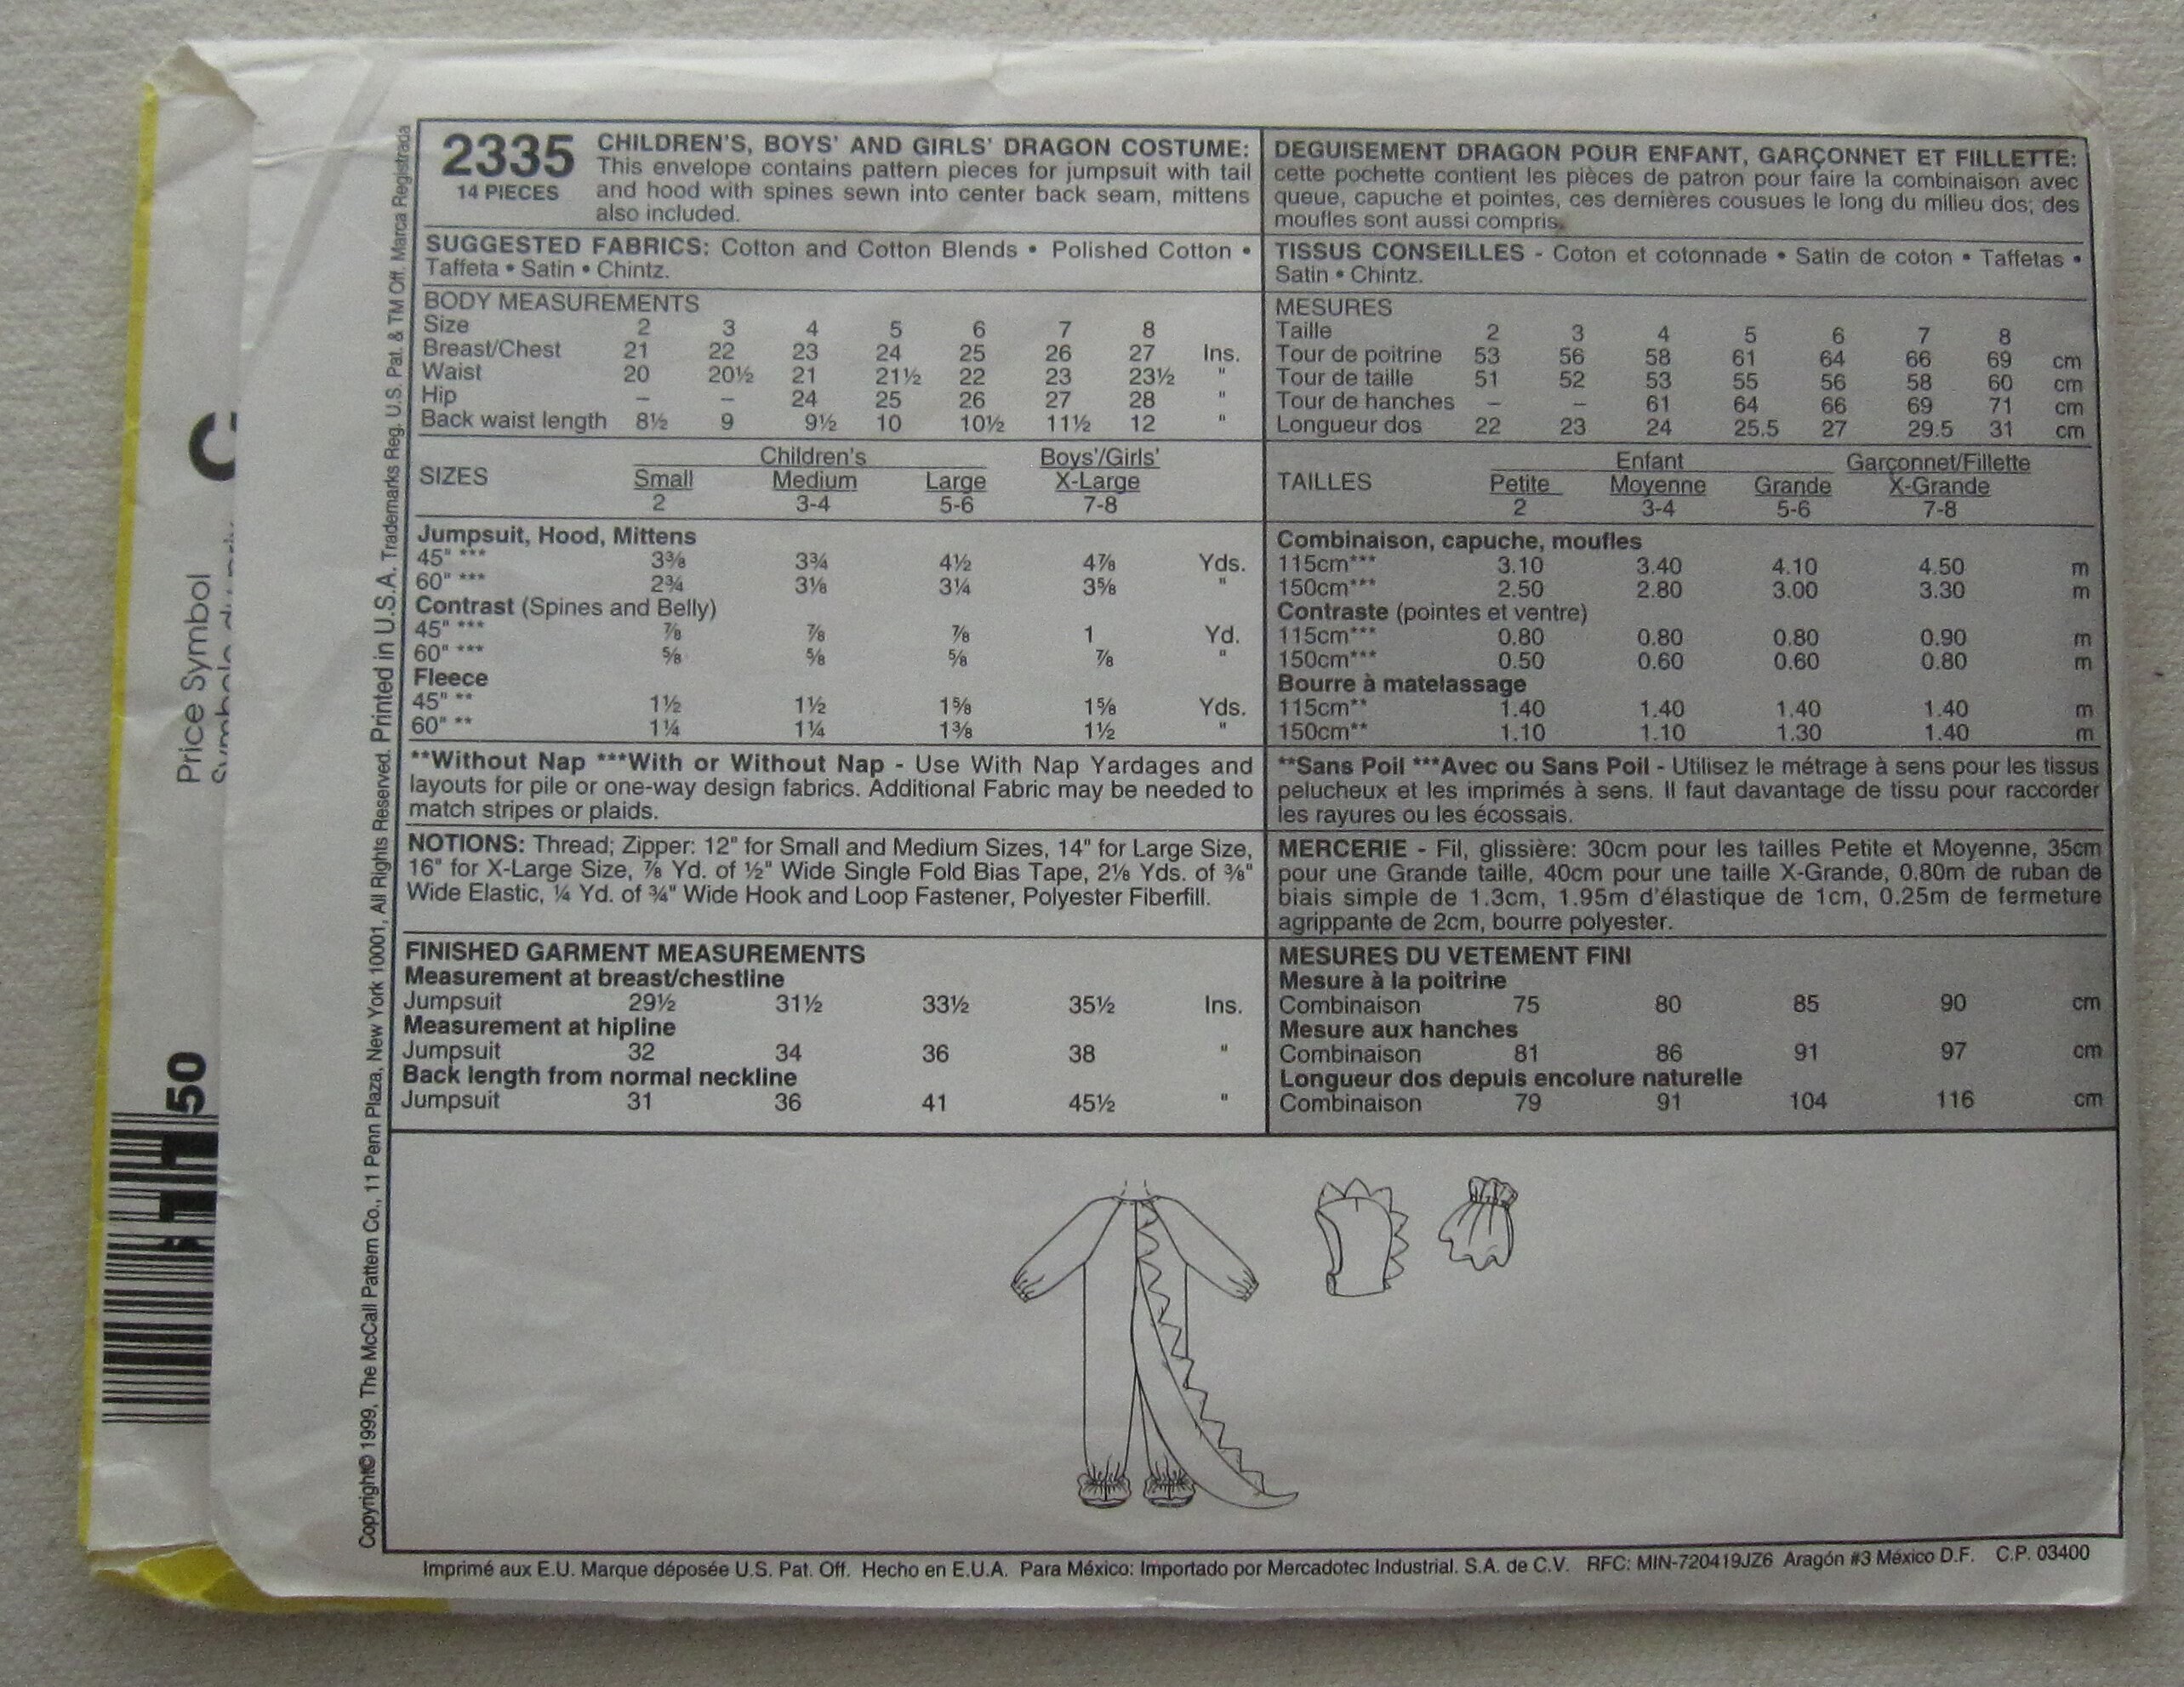 2335
14 PIECES
CHILDREN'S, BOYS' AND GIRLS' DRAGON COSTUME:
This envelope contains pattern pieces for jumpsuit with tail
and hood with spines sewn into center back seam, mittens
also included.
SUGGESTED FABRICS: Cotton and Cotton Blends • Polished Cotton •
Taffeta • Satin • Chintz.
BODY MEASUREMENTS
Size 2 3 4 5 6 7 8
Breast/Chest 21 22 23 24 25 26 27 Ins.
Waist 20 20½ 21 21½ 22 23 23½ "
Hip – – 24 25 26 27 28 "
Back waist length 8½ 9 9½ 10 10½ 11½ 12 "
Children's Boys'/Girls'
SIZES Small Medium Large X-Large
2 3-4 5-6 7-8
Jumpsuit, Hood, Mittens
45" *** 3⅜ 3¾ 4½ 4⅞ Yds.
60" *** 2¾ 3⅛ 3¼ 3⅝ "
Contrast (Spines and Belly)
45" *** ⅞ ⅞ ⅞ 1 Yd.
60" *** ⅝ ⅝ ⅝ ⅞ "
Fleece
45" ** 1½ 1½ 1⅝ 1⅝ Yds.
60" ** 1¼ 1¼ 1⅜ 1½ "
**Without Nap ***With or Without Nap - Use With Nap Yardages and
layouts for pile or one-way design fabrics. Additional Fabric may be needed to
match stripes or plaids.
NOTIONS: Thread; Zipper: 12" for Small and Medium Sizes, 14" for Large Size,
16" for X-Large Size, ⅞ Yd. of ½" Wide Single Fold Bias Tape, 2⅛ Yds. of ⅜"
Wide Elastic, ¼ Yd. of ¾" Wide Hook and Loop Fastener, Polyester Fiberfill.
FINISHED GARMENT MEASUREMENTS
Measurement at breast/chestline
Jumpsuit 29½ 31½ 33½ 35½ Ins.
Measurement at hipline
Jumpsuit 32 34 36 38 "
Back length from normal neckline
Jumpsuit 31 36 41 45½ "
DEGUISEMENT DRAGON POUR ENFANT, GARÇONNET ET FIILLETTE:
cette pochette contient les pièces de patron pour faire la combinaison avec
queue, capuche et pointes, ces dernières cousues le long du milieu dos; des
moufles sont aussi compris.
TISSUS CONSEILLES - Coton et cotonnade • Satin de coton • Taffetas •
Satin • Chintz.
MESURES
Taille 2 3 4 5 6 7 8
Tour de poitrine 53 56 58 61 64 66 69 cm
Tour de taille 51 52 53 55 56 58 60 cm
Tour de hanches – – 61 64 66 69 71 cm
Longueur dos 22 23 24 25.5 27 29.5 31 cm
Enfant Garçonnet/Fillette
TAILLES Petite Moyenne Grande X-Grande
2 3-4 5-6 7-8
Combinaison, capuche, moufles
115cm*** 3.10 3.40 4.10 4.50 m
150cm*** 2.50 2.80 3.00 3.30 m
Contraste (pointes et ventre)
115cm*** 0.80 0.80 0.80 0.90 m
150cm*** 0.50 0.60 0.60 0.80 m
Bourre à matelassage
115cm** 1.40 1.40 1.40 1.40 m
150cm** 1.10 1.10 1.30 1.40 m
**Sans Poil ***Avec ou Sans Poil - Utilisez le métrage à sens pour les tissus
pelucheux et les imprimés à sens. Il faut davantage de tissu pour raccorder
les rayures ou les écossais.
MERCERIE - Fil, glissière: 30cm pour les tailles Petite et Moyenne, 35cm
pour une Grande taille, 40cm pour une taille X-Grande, 0.80m de ruban de
biais simple de 1.3cm, 1.95m d'élastique de 1cm, 0.25m de fermeture
agrippante de 2cm, bourre polyester.
MESURES DU VETEMENT FINI
Mesure à la poitrine
Combinaison 75 80 85 90 cm
Mesure aux hanches
Combinaison 81 86 91 97 cm
Longueur dos depuis encolure naturelle
Combinaison 79 91 104 116 cm
Copyright© 1999, The McCall Pattern Co., 11 Penn Plaza, New York 10001, All Rights Reserved. Printed in U.S.A. Trademarks Reg. U.S. Pat. & TM Off. Marca Registrada
Price Symbol
50
Imprimé aux E.U. Marque déposée U.S. Pat. Off. Hecho en E.U.A. Para México: Importado por Mercadotec Industrial. S.A. de C.V. RFC: MIN-720419JZ6 Aragón #3 México D.F. C.P. 03400